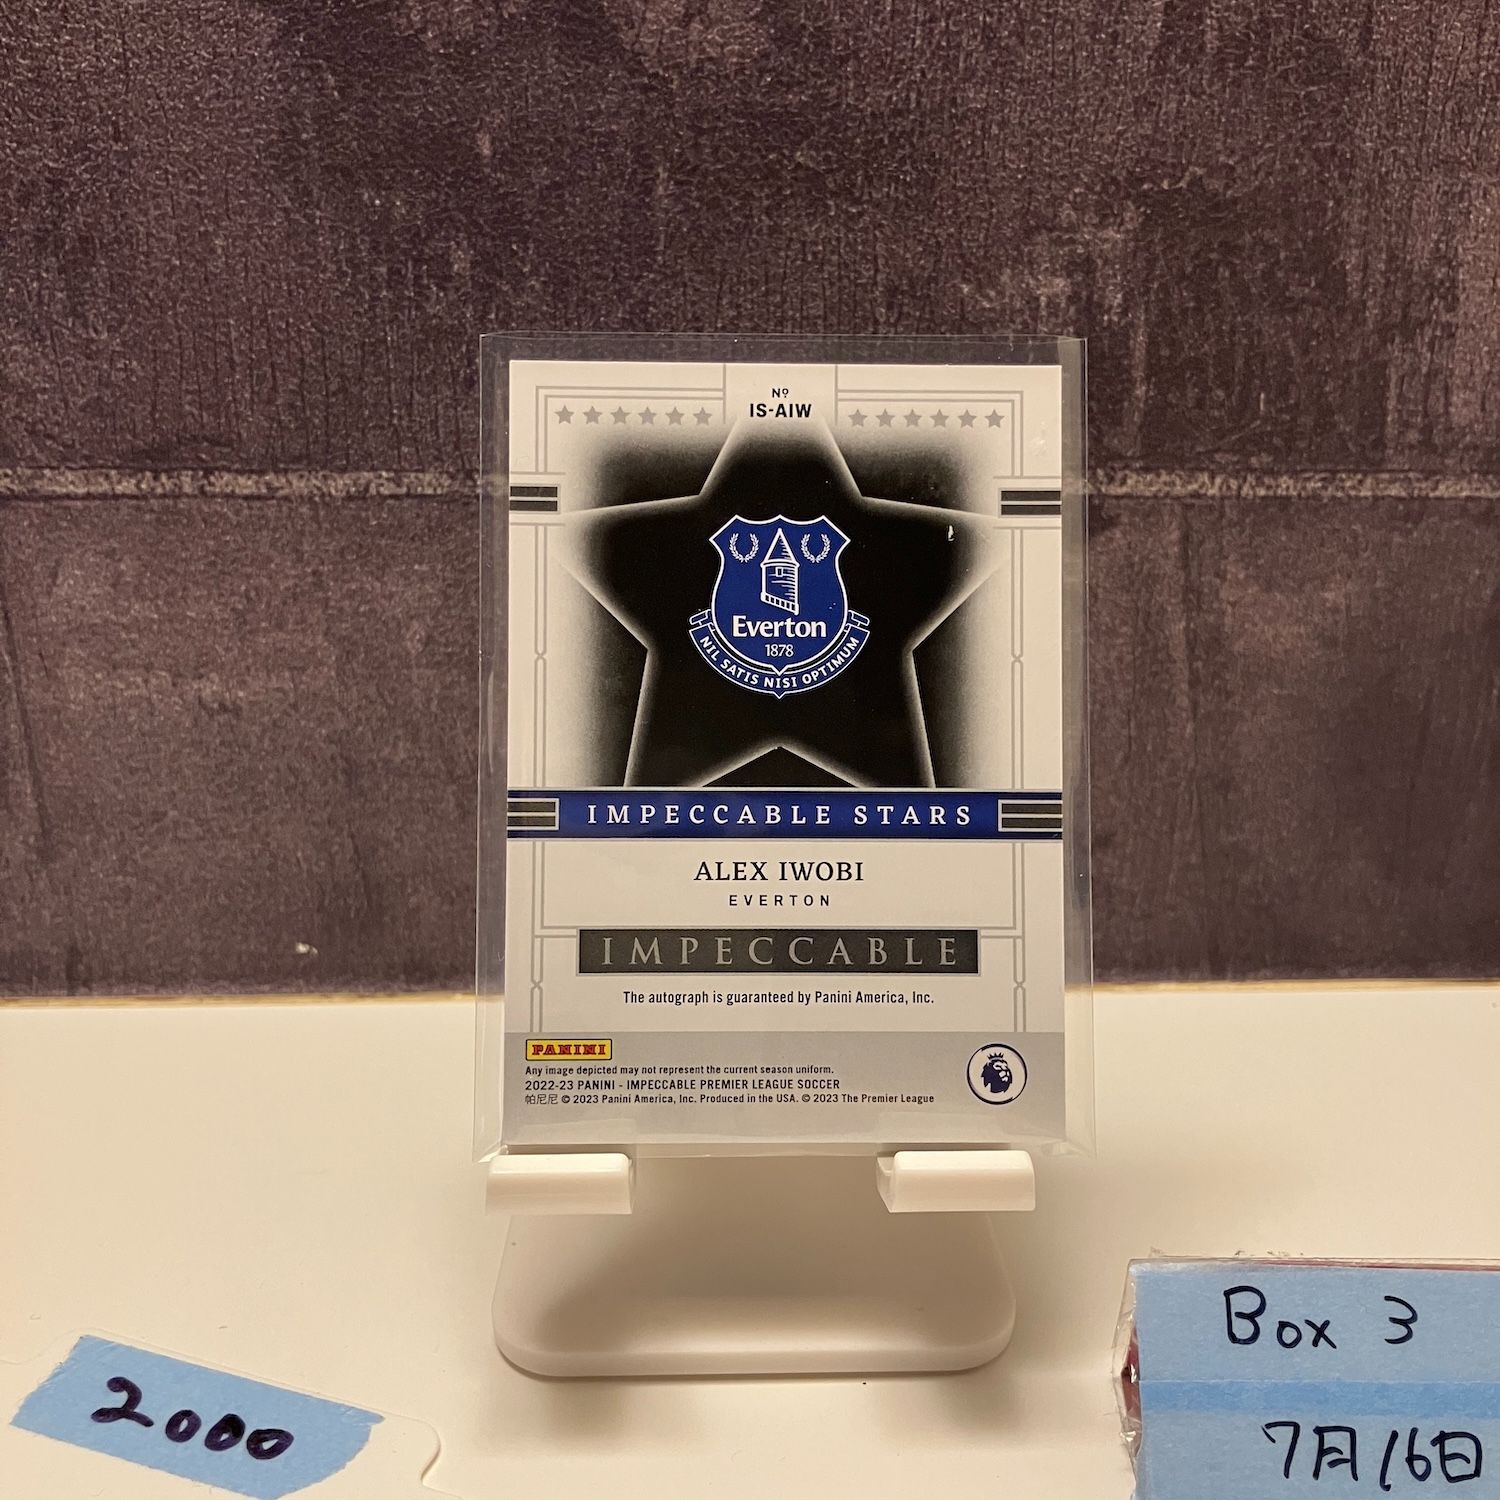 Nº
IS-AIW
Everton
1878
NIL SATIS NISI OPTIMUM
IMPECCABLE STARS
ALEX IWOBI
EVERTON
IMPECCABLE
The autograph is guaranteed by Panini America, Inc.
PANINI
Any image depicted may not represent the current season uniform.
2022-23 PANINI - IMPECCABLE PREMIER LEAGUE SOCCER
帕尼尼 © 2023 Panini America, Inc. Produced in the USA. © 2023 The Premier League
2000
Box 3
7月16日